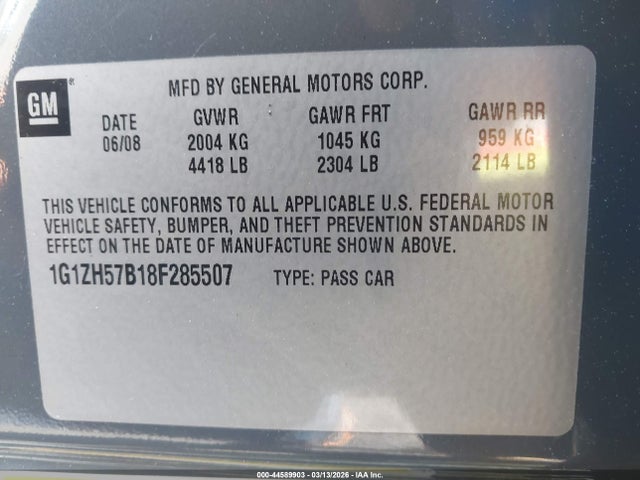 GM®
MFD BY GENERAL MOTORS CORP.
DATE GVWR GAWR FRT GAWR RR
06/08 2004 KG 1045 KG 959 KG
4418 LB 2304 LB 2114 LB
THIS VEHICLE CONFORMS TO ALL APPLICABLE U.S. FEDERAL MOTOR
VEHICLE SAFETY, BUMPER, AND THEFT PREVENTION STANDARDS IN
EFFECT ON THE DATE OF MANUFACTURE SHOWN ABOVE.
1G1ZH57B18F285507 TYPE: PASS CAR
000-44589903 — 03/13/2026 — IAA Inc.